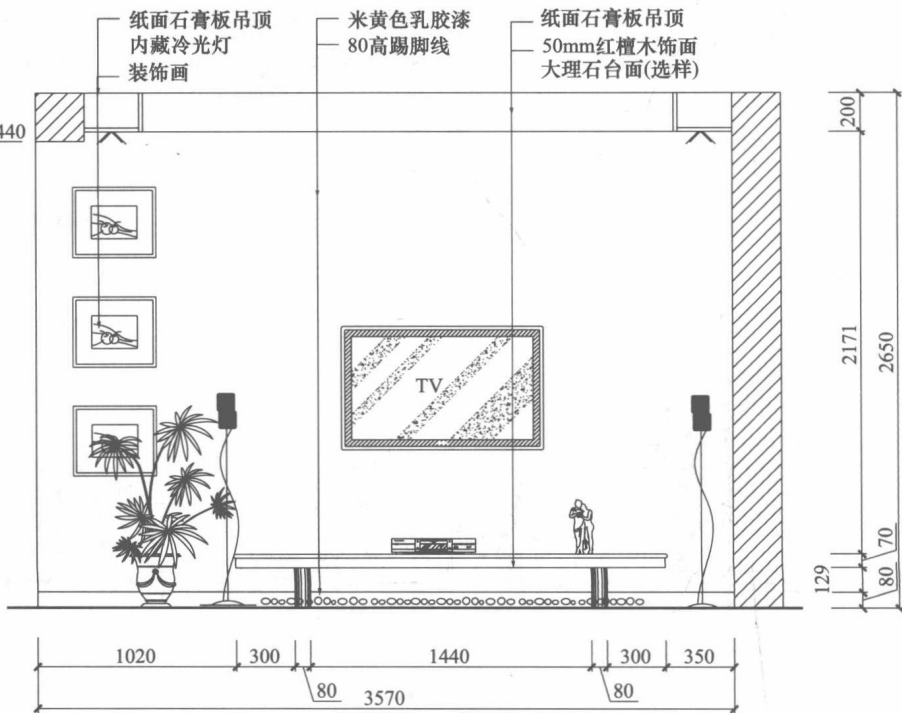 纸面石膏板吊顶
内藏冷光灯
装饰画
米黄色乳胶漆
80高踢脚线
纸面石膏板吊顶
50mm红檀木饰面
大理石台面(选样)
440
200
2171
2650
TV
70
129
80
1020
300
1440
300
350
80
80
3570